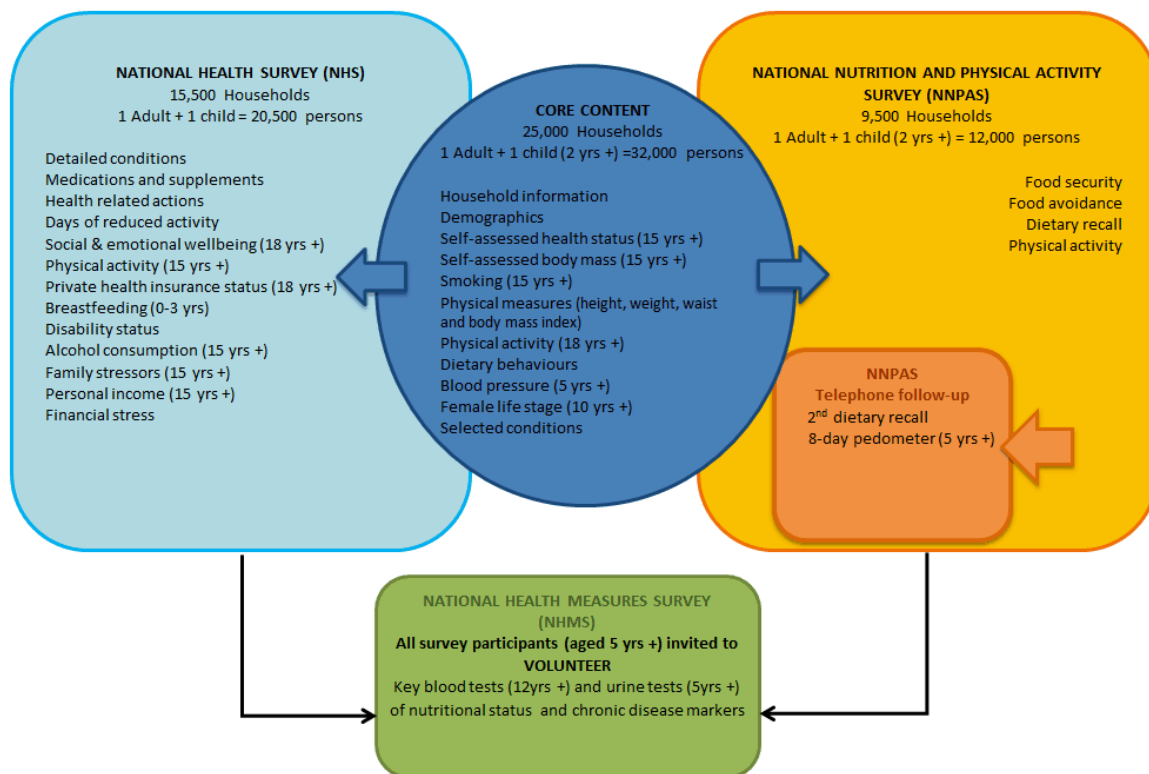 NATIONAL HEALTH SURVEY (NHS)
15,500 Households
1 Adult + 1 child = 20,500 persons
Detailed conditions
Medications and supplements
Health related actions
Days of reduced activity
Social & emotional wellbeing (18 yrs +)
Physical activity (15 yrs +)
Private health insurance status (18 yrs +)
Breastfeeding (0-3 yrs)
Disability status
Alcohol consumption (15 yrs +)
Family stressors (15 yrs +)
Personal income (15 yrs +)
Financial stress
CORE CONTENT
25,000 Households
1 Adult + 1 child (2 yrs +) =32,000 persons
Household information
Demographics
Self-assessed health status (15 yrs +)
Self-assessed body mass (15 yrs +)
Smoking (15 yrs +)
Physical measures (height, weight, waist
and body mass index)
Physical activity (18 yrs +)
Dietary behaviours
Blood pressure (5 yrs +)
Female life stage (10 yrs +)
Selected conditions
NATIONAL NUTRITION AND PHYSICAL ACTIVITY
SURVEY (NNPAS)
9,500 Households
1 Adult + 1 child (2 yrs +) = 12,000 persons
Food security
Food avoidance
Dietary recall
Physical activity
NNPAS
Telephone follow-up
2nd dietary recall
8-day pedometer (5 yrs +)
NATIONAL HEALTH MEASURES SURVEY
(NHMS)
All survey participants (aged 5 yrs +) invited to
VOLUNTEER
Key blood tests (12yrs +) and urine tests (5yrs +)
of nutritional status and chronic disease markers